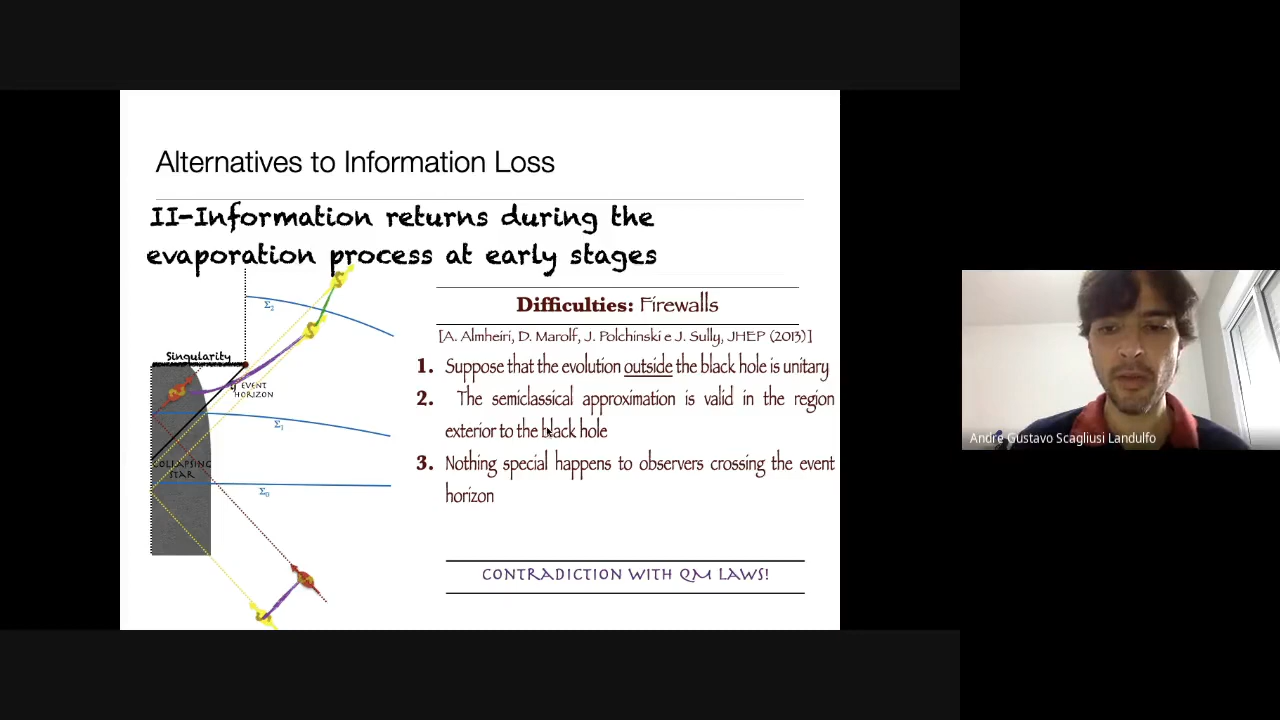 Alternatives to Information Loss
II-Information returns during the
evaporation process at early stages
Σ2
Singularity
EVENT
HORIZON
Σ1
COLLAPSING
STAR
Σ0
Difficulties: Firewalls
[A. Almheiri, D. Marolf, J. Polchinski e J. Sully, JHEP (2013)]
1. Suppose that the evolution outside the black hole is unitary
2. The semiclassical approximation is valid in the region
exterior to the black hole
3. Nothing special happens to observers crossing the event
horizon
CONTRADICTION WITH QM LAWS!
Andre Gustavo Scagliusi Landulfo